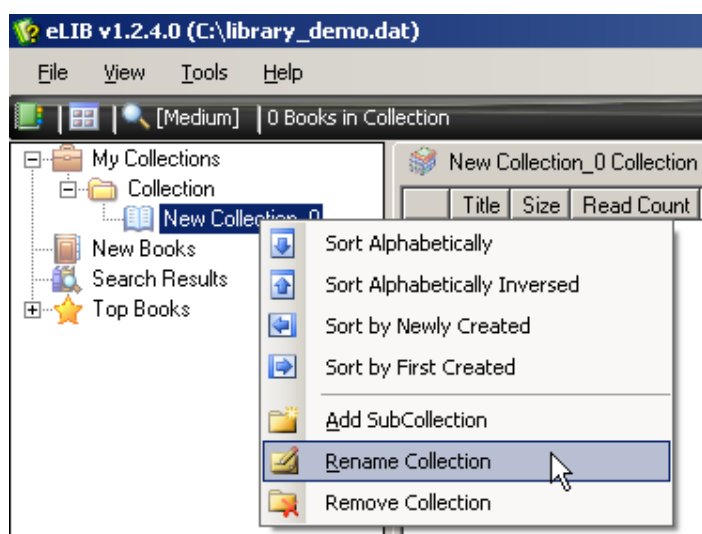 eLIB v1.2.4.0 (C:\library_demo.dat)
File View Tools Help
[Medium] 0 Books in Collection
My Collections
Collection
New Collection_0
New Books
Search Results
Top Books
New Collection_0 Collection
Title Size Read Count
Sort Alphabetically
Sort Alphabetically Inversed
Sort by Newly Created
Sort by First Created
Add SubCollection
Rename Collection
Remove Collection